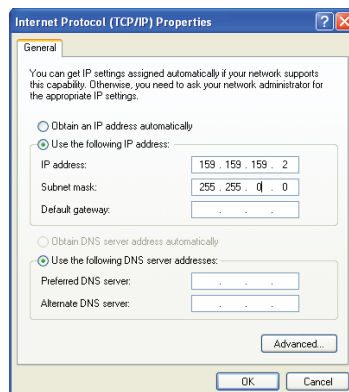 Internet Protocol (TCP/IP) Properties
General
You can get IP settings assigned automatically if your network supports
this capability. Otherwise, you need to ask your network administrator for
the appropriate IP settings.
Obtain an IP address automatically
Use the following IP address:
IP address: 159 . 159 . 159 . 2
Subnet mask: 255 . 255 . 0 . 0
Default gateway: . . .
Obtain DNS server address automatically
Use the following DNS server addresses:
Preferred DNS server: . . .
Alternate DNS server: . . .
Advanced...
OK Cancel